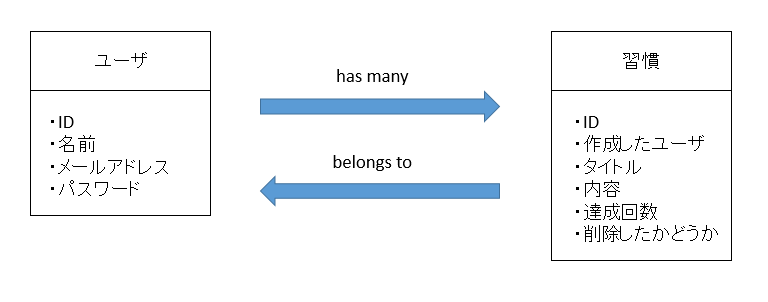 ユーザ
・ID
・名前
・メールアドレス
・パスワード
has many
belongs to
習慣
・ID
・作成したユーザ
・タイトル
・内容
・達成回数
・削除したかどうか